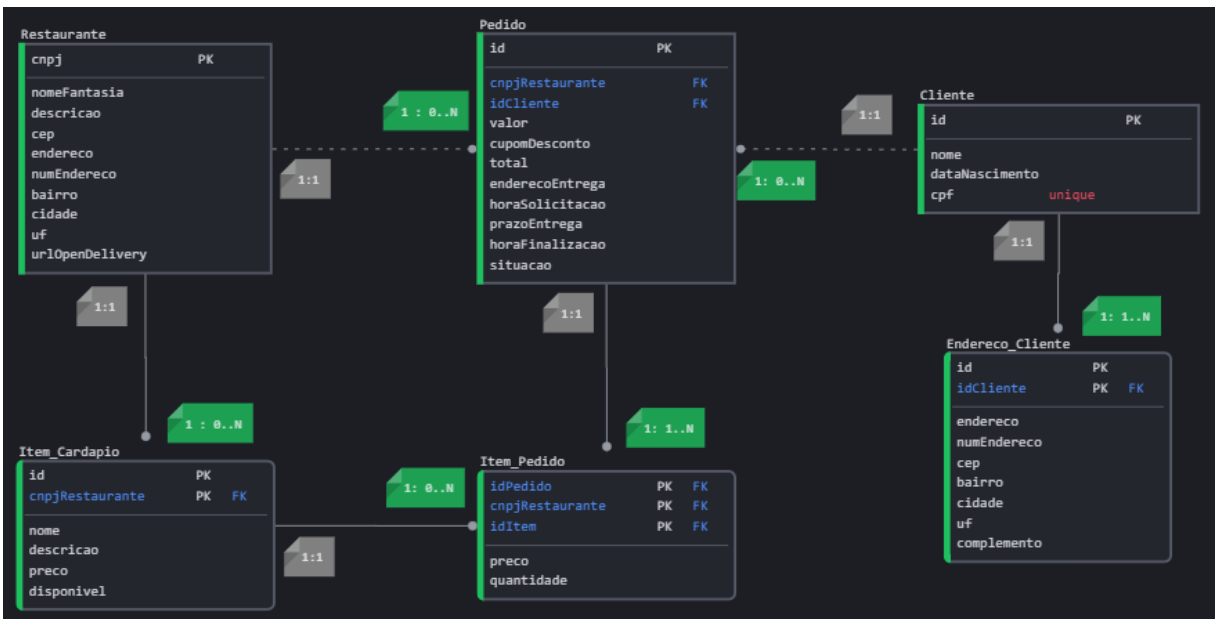 Restaurante
cnpj PK
nomeFantasia
descricao
cep
endereco
numEndereco
bairro
cidade
uf
urlOpenDelivery
1:1
1:1
1 : 0..N
Pedido
id PK
cnpjRestaurante FK
idCliente FK
valor
cupomDesconto
total
enderecoEntrega
horaSolicitacao
prazoEntrega
horaFinalizacao
situacao
1:1
1: 0..N
1:1
Cliente
id PK
nome
dataNascimento
cpf unique
1:1
1: 1..N
Endereco_Cliente
id PK
idCliente PK FK
endereco
numEndereco
cep
bairro
cidade
uf
complemento
1 : 0..N
Item_Cardapio
id PK
cnpjRestaurante PK FK
nome
descricao
preco
disponivel
1: 0..N
1:1
1: 1..N
Item_Pedido
idPedido PK FK
cnpjRestaurante PK FK
idItem PK FK
preco
quantidade